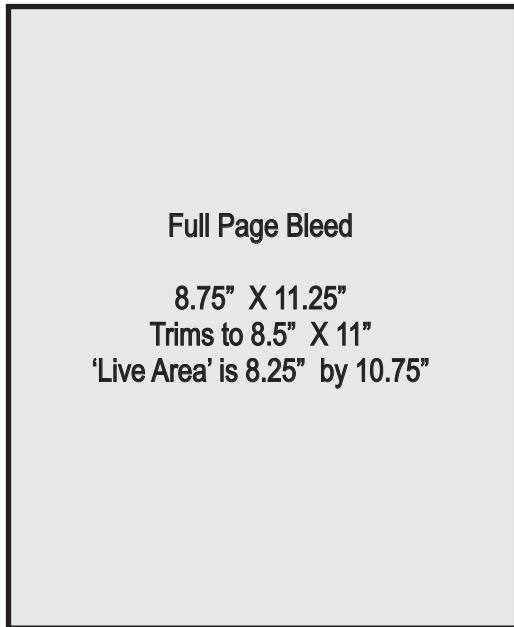 Full Page Bleed
8.75”  X 11.25”
Trims to 8.5”  X 11”
‘Live Area’ is 8.25”  by 10.75”